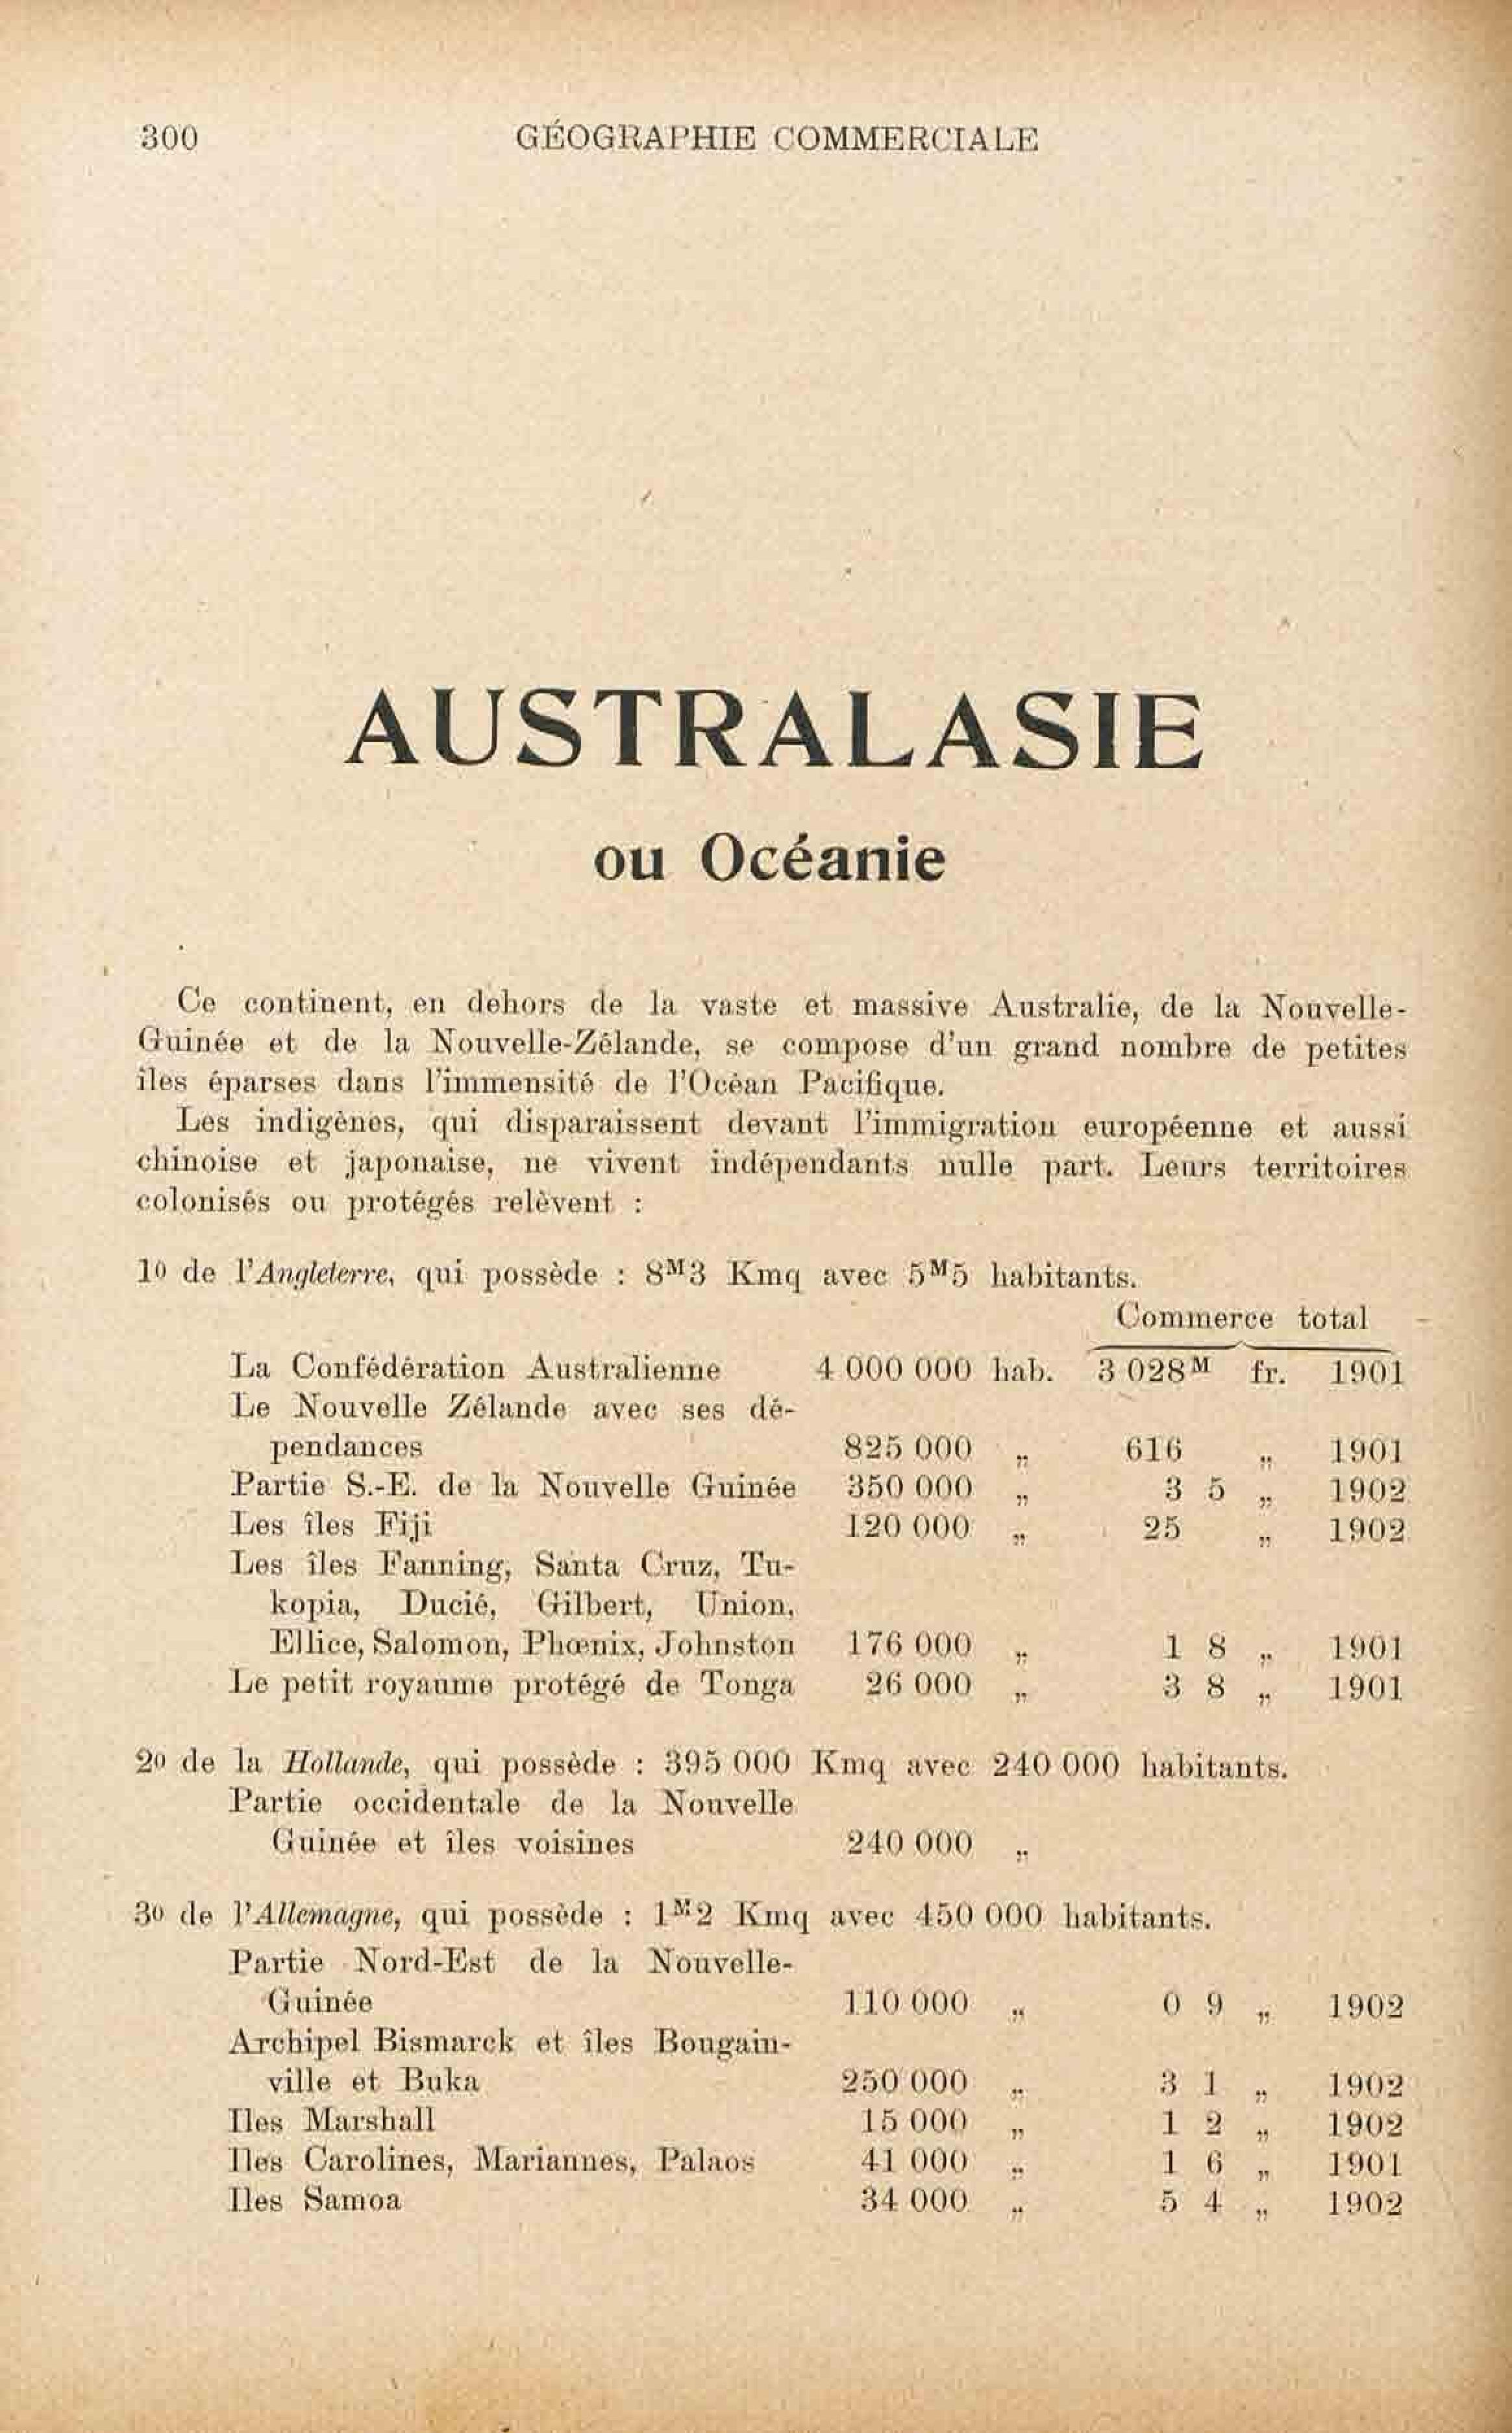 300 GÉOGRAPHIE COMMERCIALE
AUSTRALASIE
ou Océanie
Ce continent, en dehors de la vaste et massive Australie, de la Nouvelle-
Guinée et de la Nouvelle-Zélande, se compose d'un grand nombre de petites
îles éparses dans l'immensité de l'Océan Pacifique.
Les indigènes, qui disparaissent devant l'immigration européenne et aussi
chinoise et japonaise, ne vivent indépendants nulle part. Leurs territoires
colonisés ou protégés relèvent :
1º de l'Angleterre, qui possède : 8ᴹ3 Kmq avec 5ᴹ5 habitants.
Commerce total
La Confédération Australienne 4 000 000 hab. 3 028ᴹ fr. 1901
Le Nouvelle Zélande avec ses dé-
pendances 825 000 „ 616 „ 1901
Partie S.-E. de la Nouvelle Guinée 350 000 „ 3 5 „ 1902
Les îles Fiji 120 000 „ 25 „ 1902
Les îles Fanning, Santa Cruz, Tu-
kopia, Ducié, Gilbert, Union,
Ellice, Salomon, Phœnix, Johnston 176 000 „ 1 8 „ 1901
Le petit royaume protégé de Tonga 26 000 „ 3 8 „ 1901
2º de la Hollande, qui possède : 395 000 Kmq avec 240 000 habitants.
Partie occidentale de la Nouvelle
Guinée et îles voisines 240 000 „
3º de l'Allemagne, qui possède : 1ᴹ2 Kmq avec 450 000 habitants.
Partie Nord-Est de la Nouvelle-
Guinée 110 000 „ 0 9 „ 1902
Archipel Bismarck et îles Bougain-
ville et Buka 250 000 „ 3 1 „ 1902
Iles Marshall 15 000 „ 1 2 „ 1902
Iles Carolines, Mariannes, Palaos 41 000 „ 1 6 „ 1901
Iles Samoa 34 000 „ 5 4 „ 1902